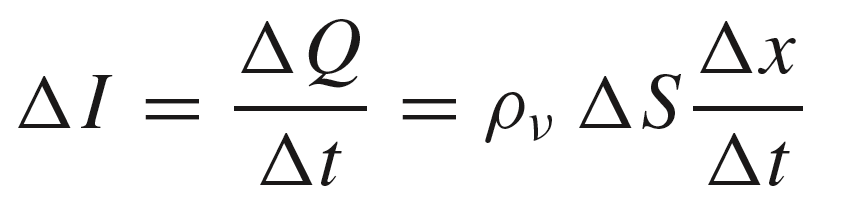 ΔI = ΔQ/Δt = ρ_ν ΔS Δx/Δt